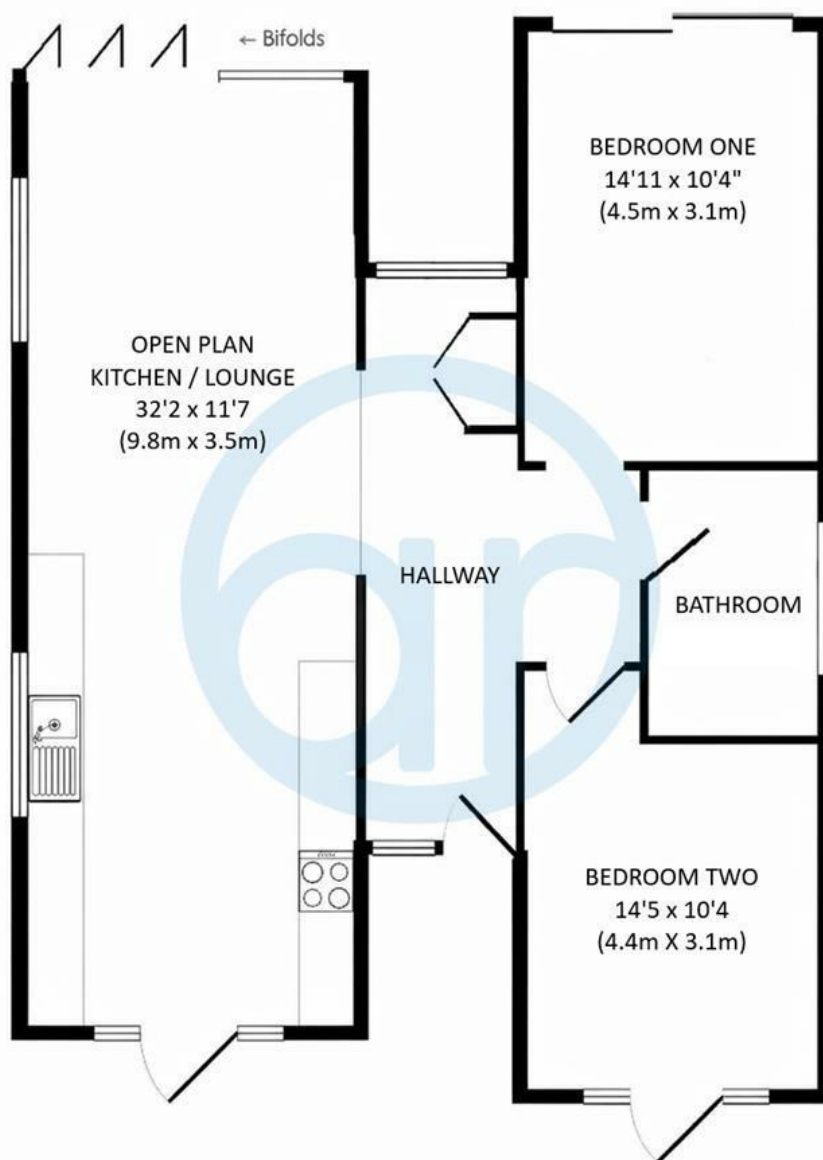 ← Bifolds
BEDROOM ONE
14'11 x 10'4"
(4.5m x 3.1m)
OPEN PLAN
KITCHEN / LOUNGE
32'2 x 11'7
(9.8m x 3.5m)
HALLWAY
BATHROOM
BEDROOM TWO
14'5 x 10'4
(4.4m X 3.1m)